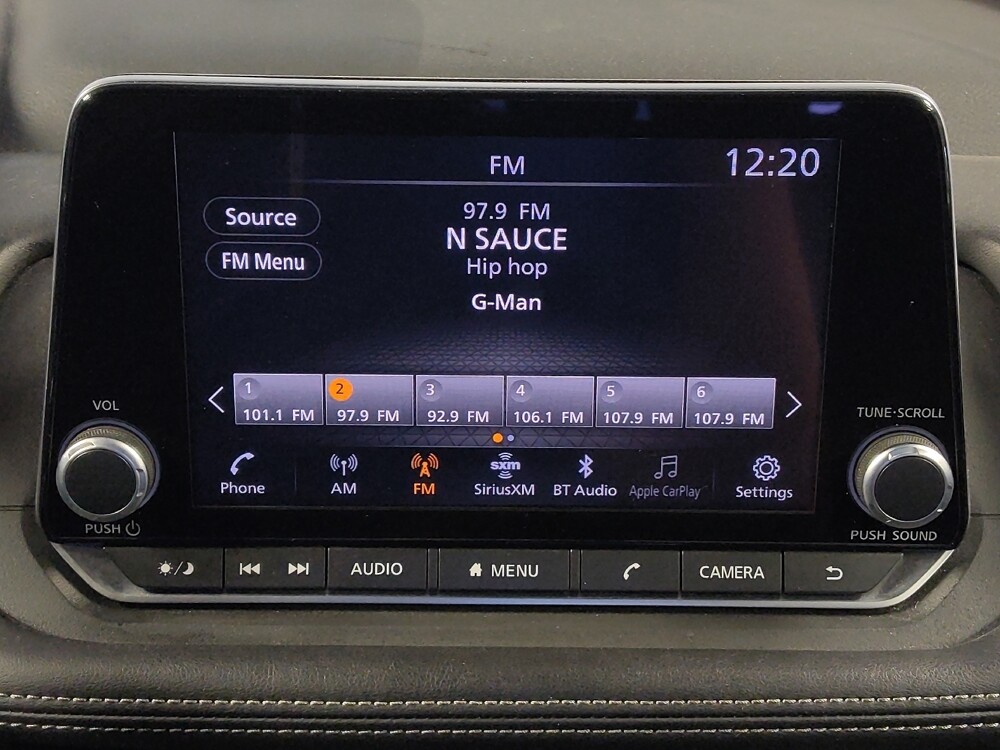 FM
12:20
Source
FM Menu
97.9 FM
N SAUCE
Hip hop
G-Man
1 2 3 4 5 6
101.1 FM 97.9 FM 92.9 FM 106.1 FM 107.9 FM 107.9 FM
Phone AM FM sxm SiriusXM BT Audio Apple CarPlay Settings
VOL
PUSH
TUNE·SCROLL
PUSH SOUND
AUDIO MENU CAMERA